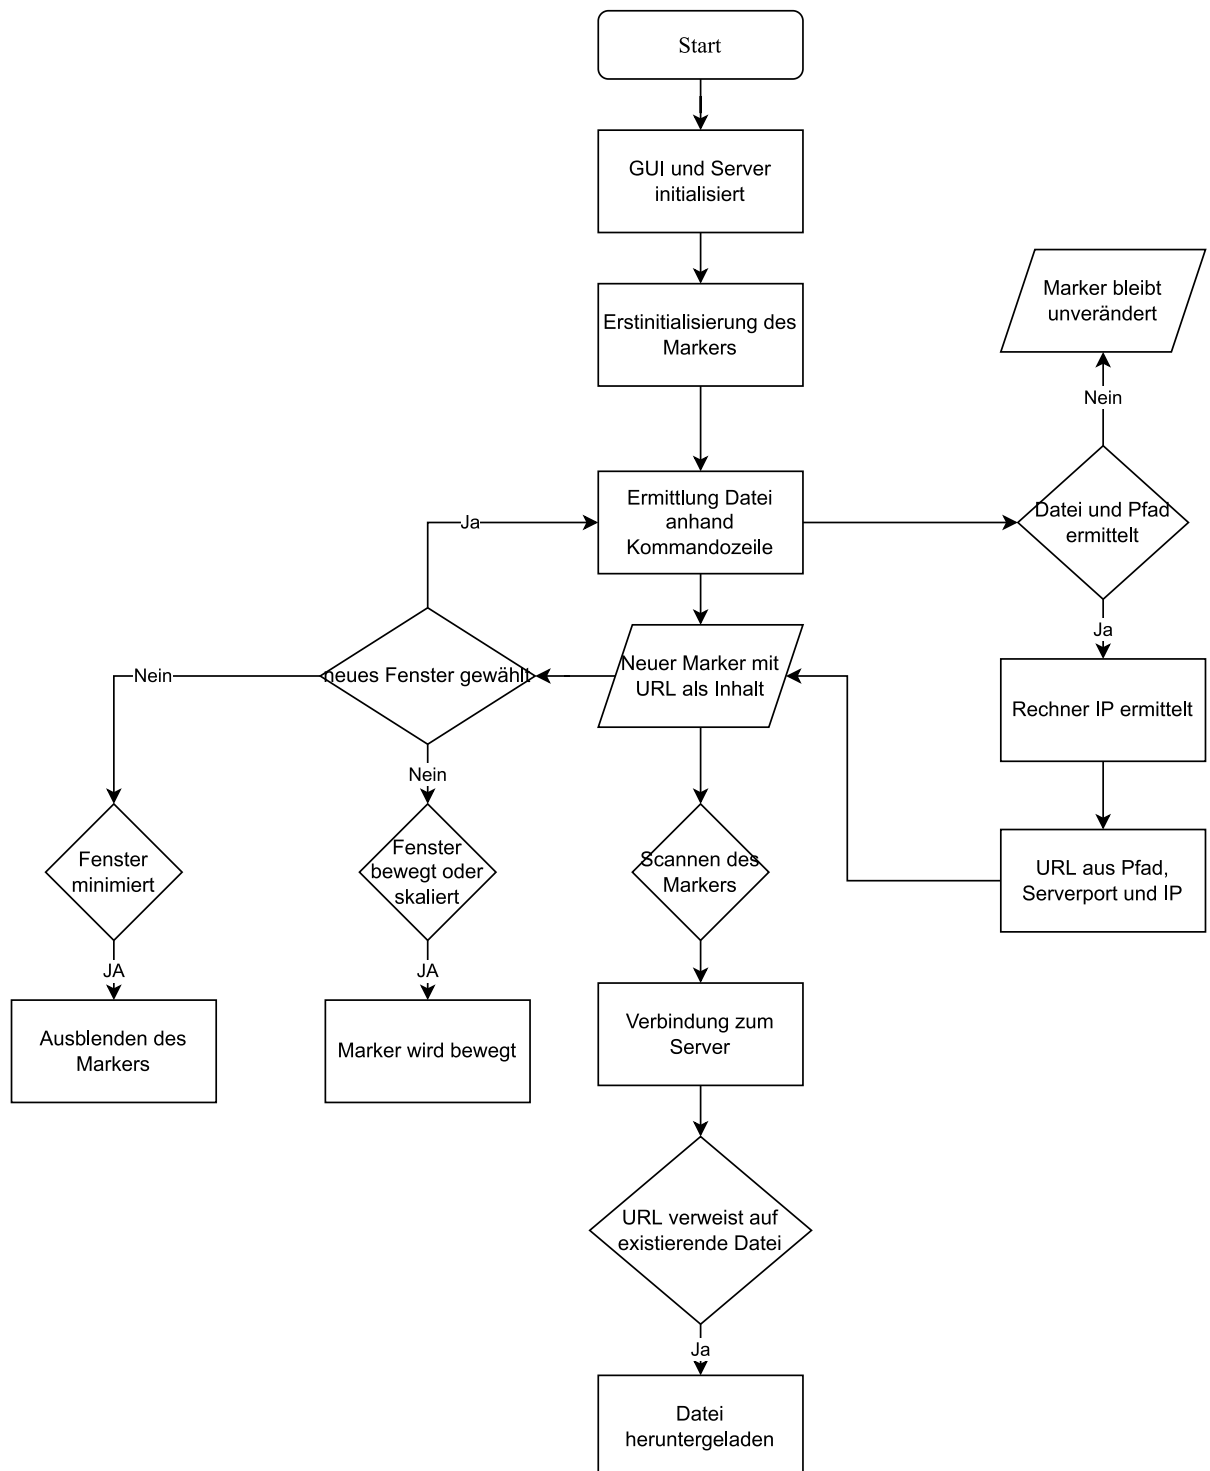 Start
GUI und Server
initialisiert
Erstinitialisierung des
Markers
Marker bleibt
unverändert
Nein
Ermittlung Datei
anhand
Kommandozeile
Datei und Pfad
ermittelt
Ja
Ja
Neuer Marker mit
URL als Inhalt
neues Fenster gewählt
Nein
Rechner IP ermittelt
Nein
Fenster
minimiert
Fenster
bewegt oder
skaliert
Scannen des
Markers
URL aus Pfad,
Serverport und IP
JA
JA
Ausblenden des
Markers
Marker wird bewegt
Verbindung zum
Server
URL verweist auf
existierende Datei
Ja
Datei
heruntergeladen